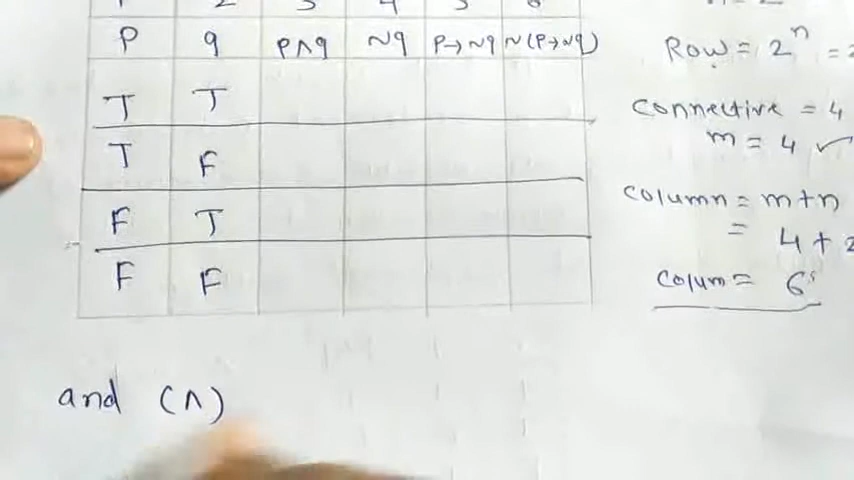 P q P∧q ~q P→~q ~(P→~q)
T T
T F
F T
F F
Row = 2ⁿ =
Connective = 4
m = 4 ✓
Column = m+n
= 4 + 2
Colum = 6
and (∧)